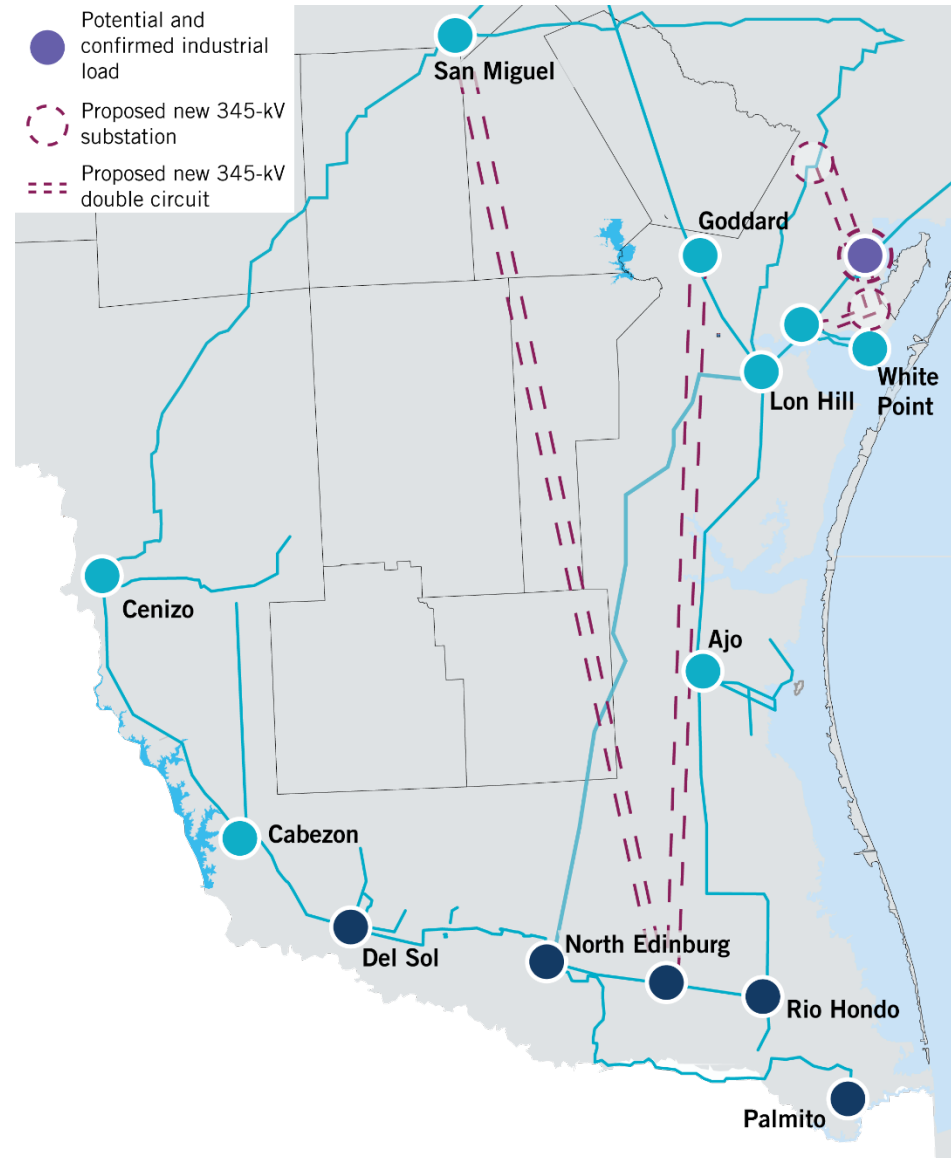 Potential and
confirmed industrial
load
Proposed new 345-kV
substation
Proposed new 345-kV
double circuit
San Miguel
Goddard
Lon Hill
White
Point
Cenizo
Ajo
Cabezon
Del Sol
North Edinburg
Rio Hondo
Palmito